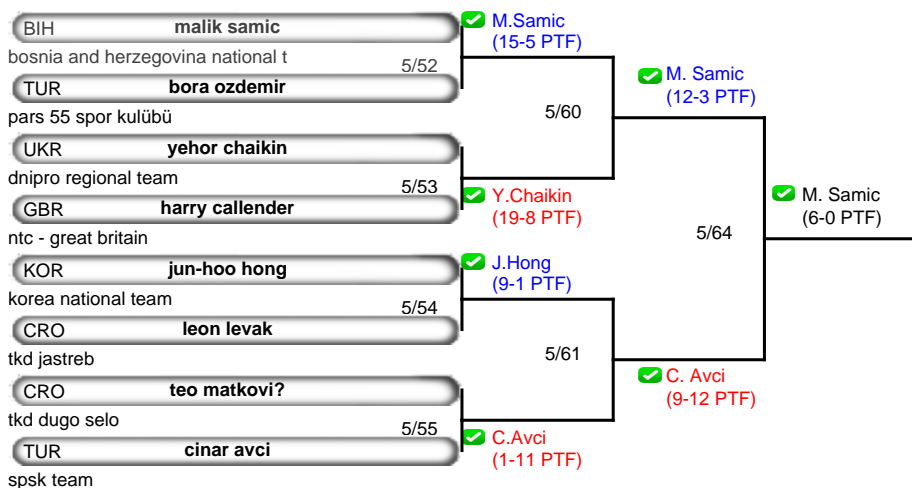 BIH malik samic
bosnia and herzegovina national t
5/52
TUR bora ozdemir
pars 55 spor kulübü
UKR yehor chaikin
dnipro regional team
5/53
GBR harry callender
ntc - great britain
KOR jun-hoo hong
korea national team
5/54
CRO leon levak
tkd jastreb
CRO teo matkovi?
tkd dugo selo
5/55
TUR cinar avci
spsk team
M.Samic
(15-5 PTF)
5/60
Y.Chaikin
(19-8 PTF)
J.Hong
(9-1 PTF)
5/61
C.Avci
(1-11 PTF)
M. Samic
(12-3 PTF)
5/64
C. Avci
(9-12 PTF)
M. Samic
(6-0 PTF)